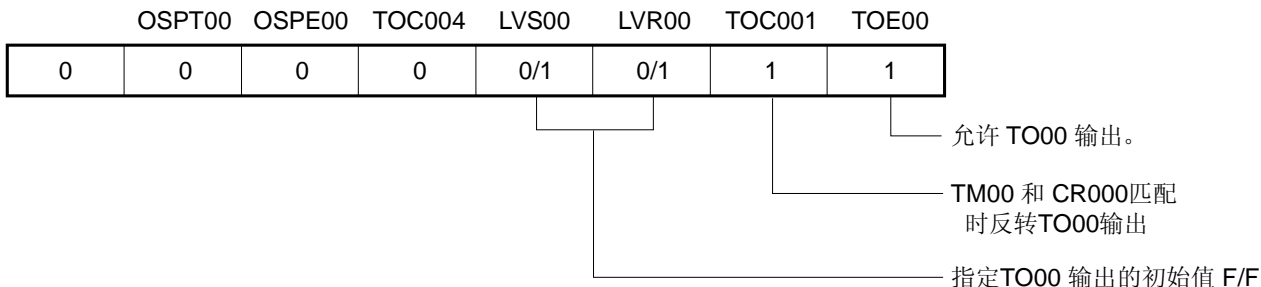 OSPT00 OSPE00 TOC004 LVS00 LVR00 TOC001 TOE00
0 0 0 0 0/1 0/1 1 1
允许 TO00 输出。
TM00 和 CR000匹配
时反转TO00输出
指定TO00 输出的初始值 F/F